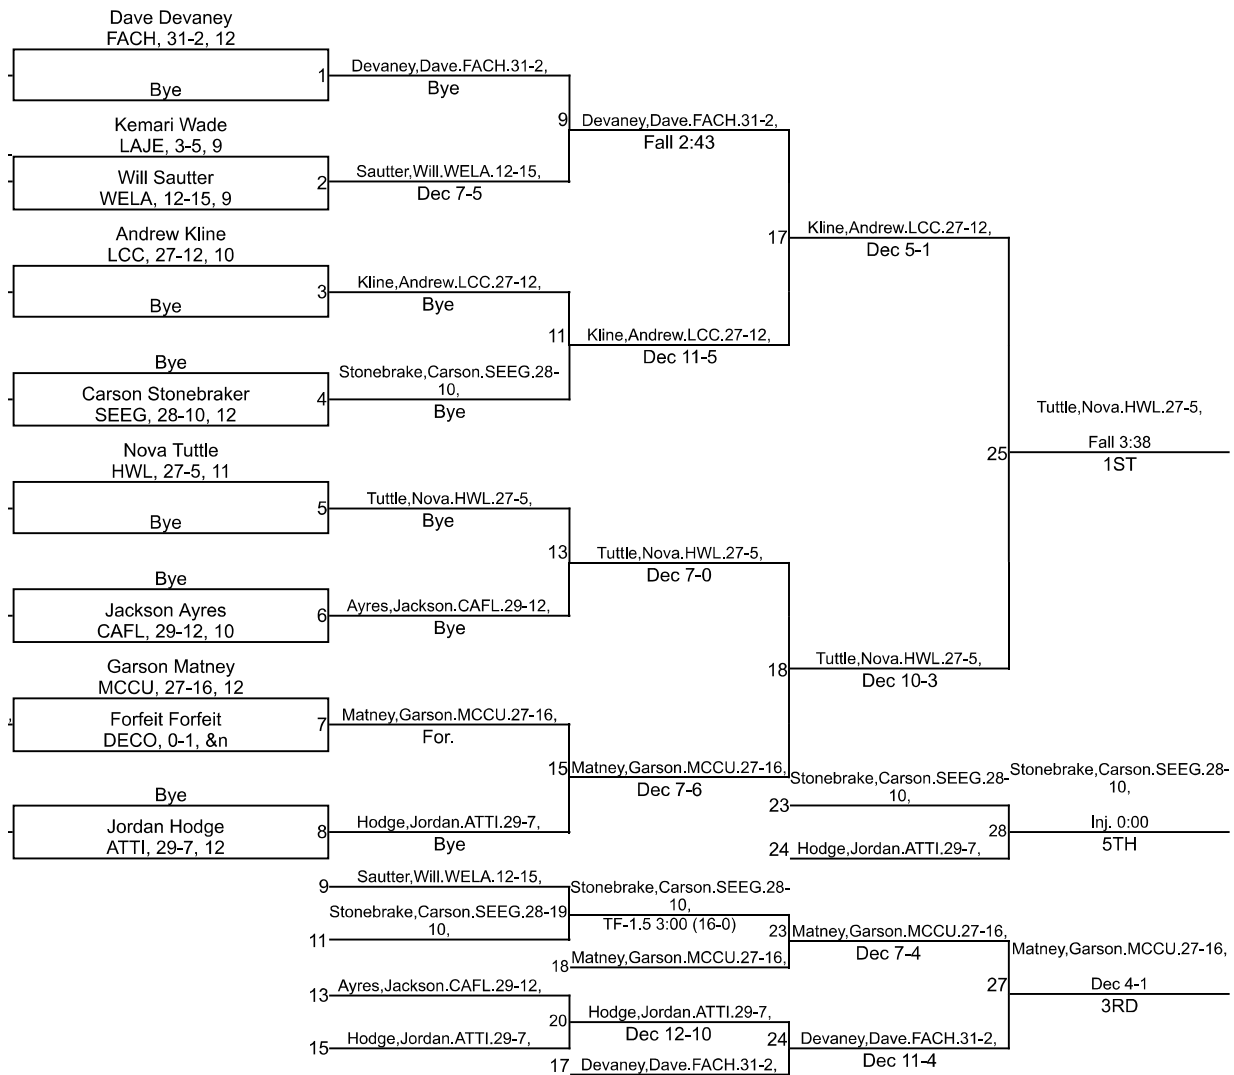 Dave Devaney
FACH, 31-2, 12
1
Bye
Devaney,Dave.FACH.31-2,
Bye
Kemari Wade
LAJE, 3-5, 9
Will Sautter
WELA, 12-15, 9
2
Sautter,Will.WELA.12-15,
Dec 7-5
9
Devaney,Dave.FACH.31-2,
Fall 2:43
Andrew Kline
LCC, 27-12, 10
3
Bye
Kline,Andrew.LCC.27-12,
Bye
Bye
Carson Stonebraker
SEEG, 28-10, 12
4
Stonebrake,Carson.SEEG.28-
10,
Bye
11
Kline,Andrew.LCC.27-12,
Dec 11-5
17
Kline,Andrew.LCC.27-12,
Dec 5-1
Nova Tuttle
HWL, 27-5, 11
5
Bye
Tuttle,Nova.HWL.27-5,
Bye
Bye
Jackson Ayres
CAFL, 29-12, 10
6
Ayres,Jackson.CAFL.29-12,
Bye
13
Tuttle,Nova.HWL.27-5,
Dec 7-0
Garson Matney
MCCU, 27-16, 12
Forfeit Forfeit
DECO, 0-1, &n
7
Matney,Garson.MCCU.27-16,
For.
Bye
Jordan Hodge
ATTI, 29-7, 12
8
Hodge,Jordan.ATTI.29-7,
Bye
15
Matney,Garson.MCCU.27-16,
Dec 7-6
18
Tuttle,Nova.HWL.27-5,
Dec 10-3
25
Tuttle,Nova.HWL.27-5,
Fall 3:38
1ST
23
Stonebrake,Carson.SEEG.28-
10,
24
Hodge,Jordan.ATTI.29-7,
28
Stonebrake,Carson.SEEG.28-
10,
Inj. 0:00
5TH
9
Sautter,Will.WELA.12-15,
11
Stonebrake,Carson.SEEG.28-
10,
19
Stonebrake,Carson.SEEG.28-
10,
TF-1.5 3:00 (16-0)
18
Matney,Garson.MCCU.27-16,
23
Matney,Garson.MCCU.27-16,
Dec 7-4
13
Ayres,Jackson.CAFL.29-12,
15
Hodge,Jordan.ATTI.29-7,
20
Hodge,Jordan.ATTI.29-7,
Dec 12-10
17
Devaney,Dave.FACH.31-2,
24
Devaney,Dave.FACH.31-2,
Dec 11-4
27
Matney,Garson.MCCU.27-16,
Dec 4-1
3RD